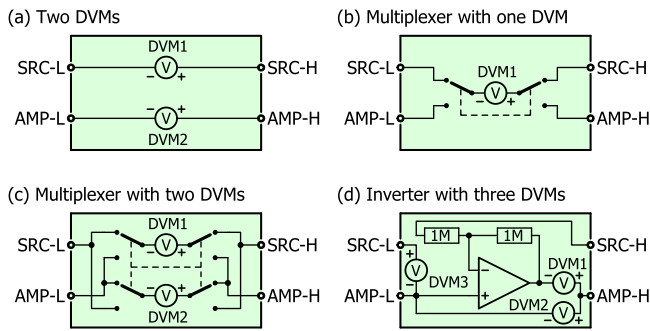 (a) Two DVMs
(b) Multiplexer with one DVM
DVM1
SRC-L
V
SRC-H
− +
− +
AMP-L
V
AMP-H
DVM2
SRC-L
DVM1
SRC-H
V
− +
AMP-L
AMP-H
(c) Multiplexer with two DVMs
(d) Inverter with three DVMs
DVM1
SRC-L
V
SRC-H
− +
AMP-L
V
AMP-H
− +
DVM2
1M
1M
SRC-L
SRC-H
+
V
DVM3
−
−
+
DVM1
− V +
AMP-L
AMP-H
DVM2
− V +